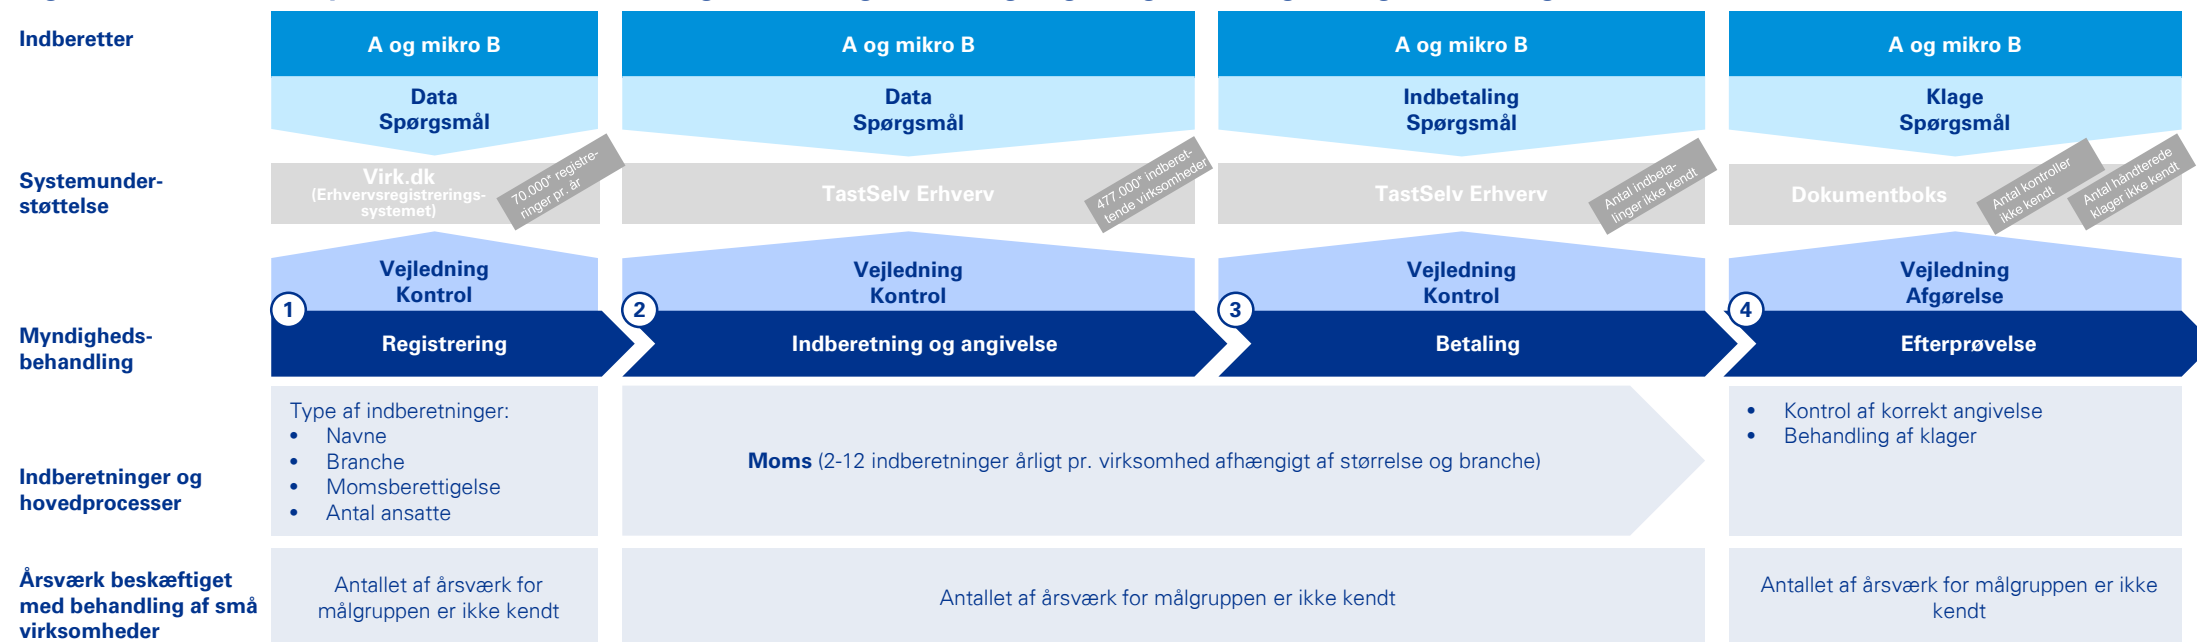 Indberetter
A og mikro B
A og mikro B
A og mikro B
A og mikro B
Data
Spørgsmål
Data
Spørgsmål
Indbetaling
Spørgsmål
Klage
Spørgsmål
Systemunder-
støttelse
Virk.dk
(Erhvervsregistrerings-
systemet)
70.000* registre-
ringer pr. år
TastSelv Erhverv
477.000* indberet-
tende virksomheder
TastSelv Erhverv
Antal indbeta-
linger ikke kendt
Dokumentboks
Antal kontroller
ikke kendt
Antal håndterede
klager ikke kendt
Vejledning
Kontrol
Vejledning
Kontrol
Vejledning
Kontrol
Vejledning
Afgørelse
Myndigheds-
behandling
1
Registrering
2
Indberetning og angivelse
3
Betaling
4
Efterprøvelse
Indberetninger og
hovedprocesser
Type af indberetninger:
• Navne
• Branche
• Momsberettigelse
• Antal ansatte
Moms (2-12 indberetninger årligt pr. virksomhed afhængigt af størrelse og branche)
• Kontrol af korrekt angivelse
• Behandling af klager
Årsværk beskæftiget
med behandling af små
virksomheder
Antallet af årsværk for
målgruppen er ikke kendt
Antallet af årsværk for målgruppen er ikke kendt
Antallet af årsværk for målgruppen er ikke
kendt